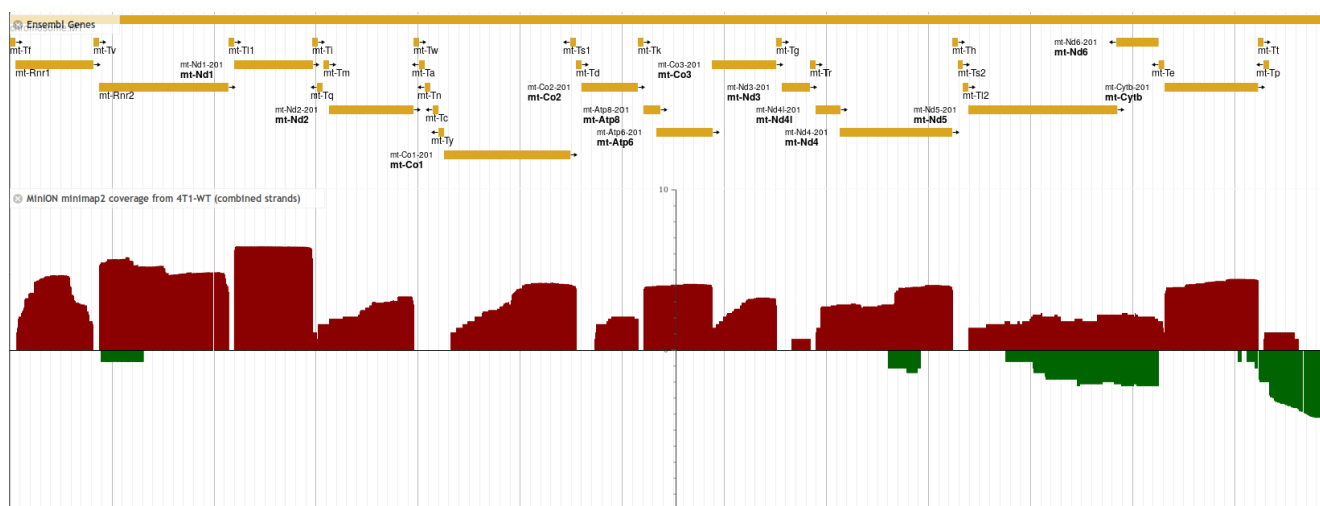 Ensembl Genes
mt-Tf
mt-Tv
mt-Tl1
mt-Ti
mt-Tw
mt-Ts1
mt-Tk
mt-Tg
mt-Th
Nd6-201
mt-Nd6
mt-Tt
mt-Rnr1
mt-Nd1-201
mt-Nd1
mt-Tm
mt-Ta
mt-Td
mt-Co3-201
mt-Co3
mt-Tr
mt-Ts2
mt-Te
mt-Tp
mt-Rnr2
mt-Tq
mt-Tn
mt-Co2-201
mt-Co2
mt-Nd3-201
mt-Nd3
mt-Tl2
mt-Cytb-201
mt-Cytb
mt-Nd2-201
mt-Nd2
mt-Tc
mt-Atp8-201
mt-Atp8
mt-Nd4l-201
mt-Nd4l
mt-Nd5-201
mt-Nd5
mt-Ty
mt-Atp6-201
mt-Atp6
mt-Nd4-201
mt-Nd4
mt-Co1-201
mt-Co1
10
MinION minimap2 coverage from 4T1-WT (combined strands)